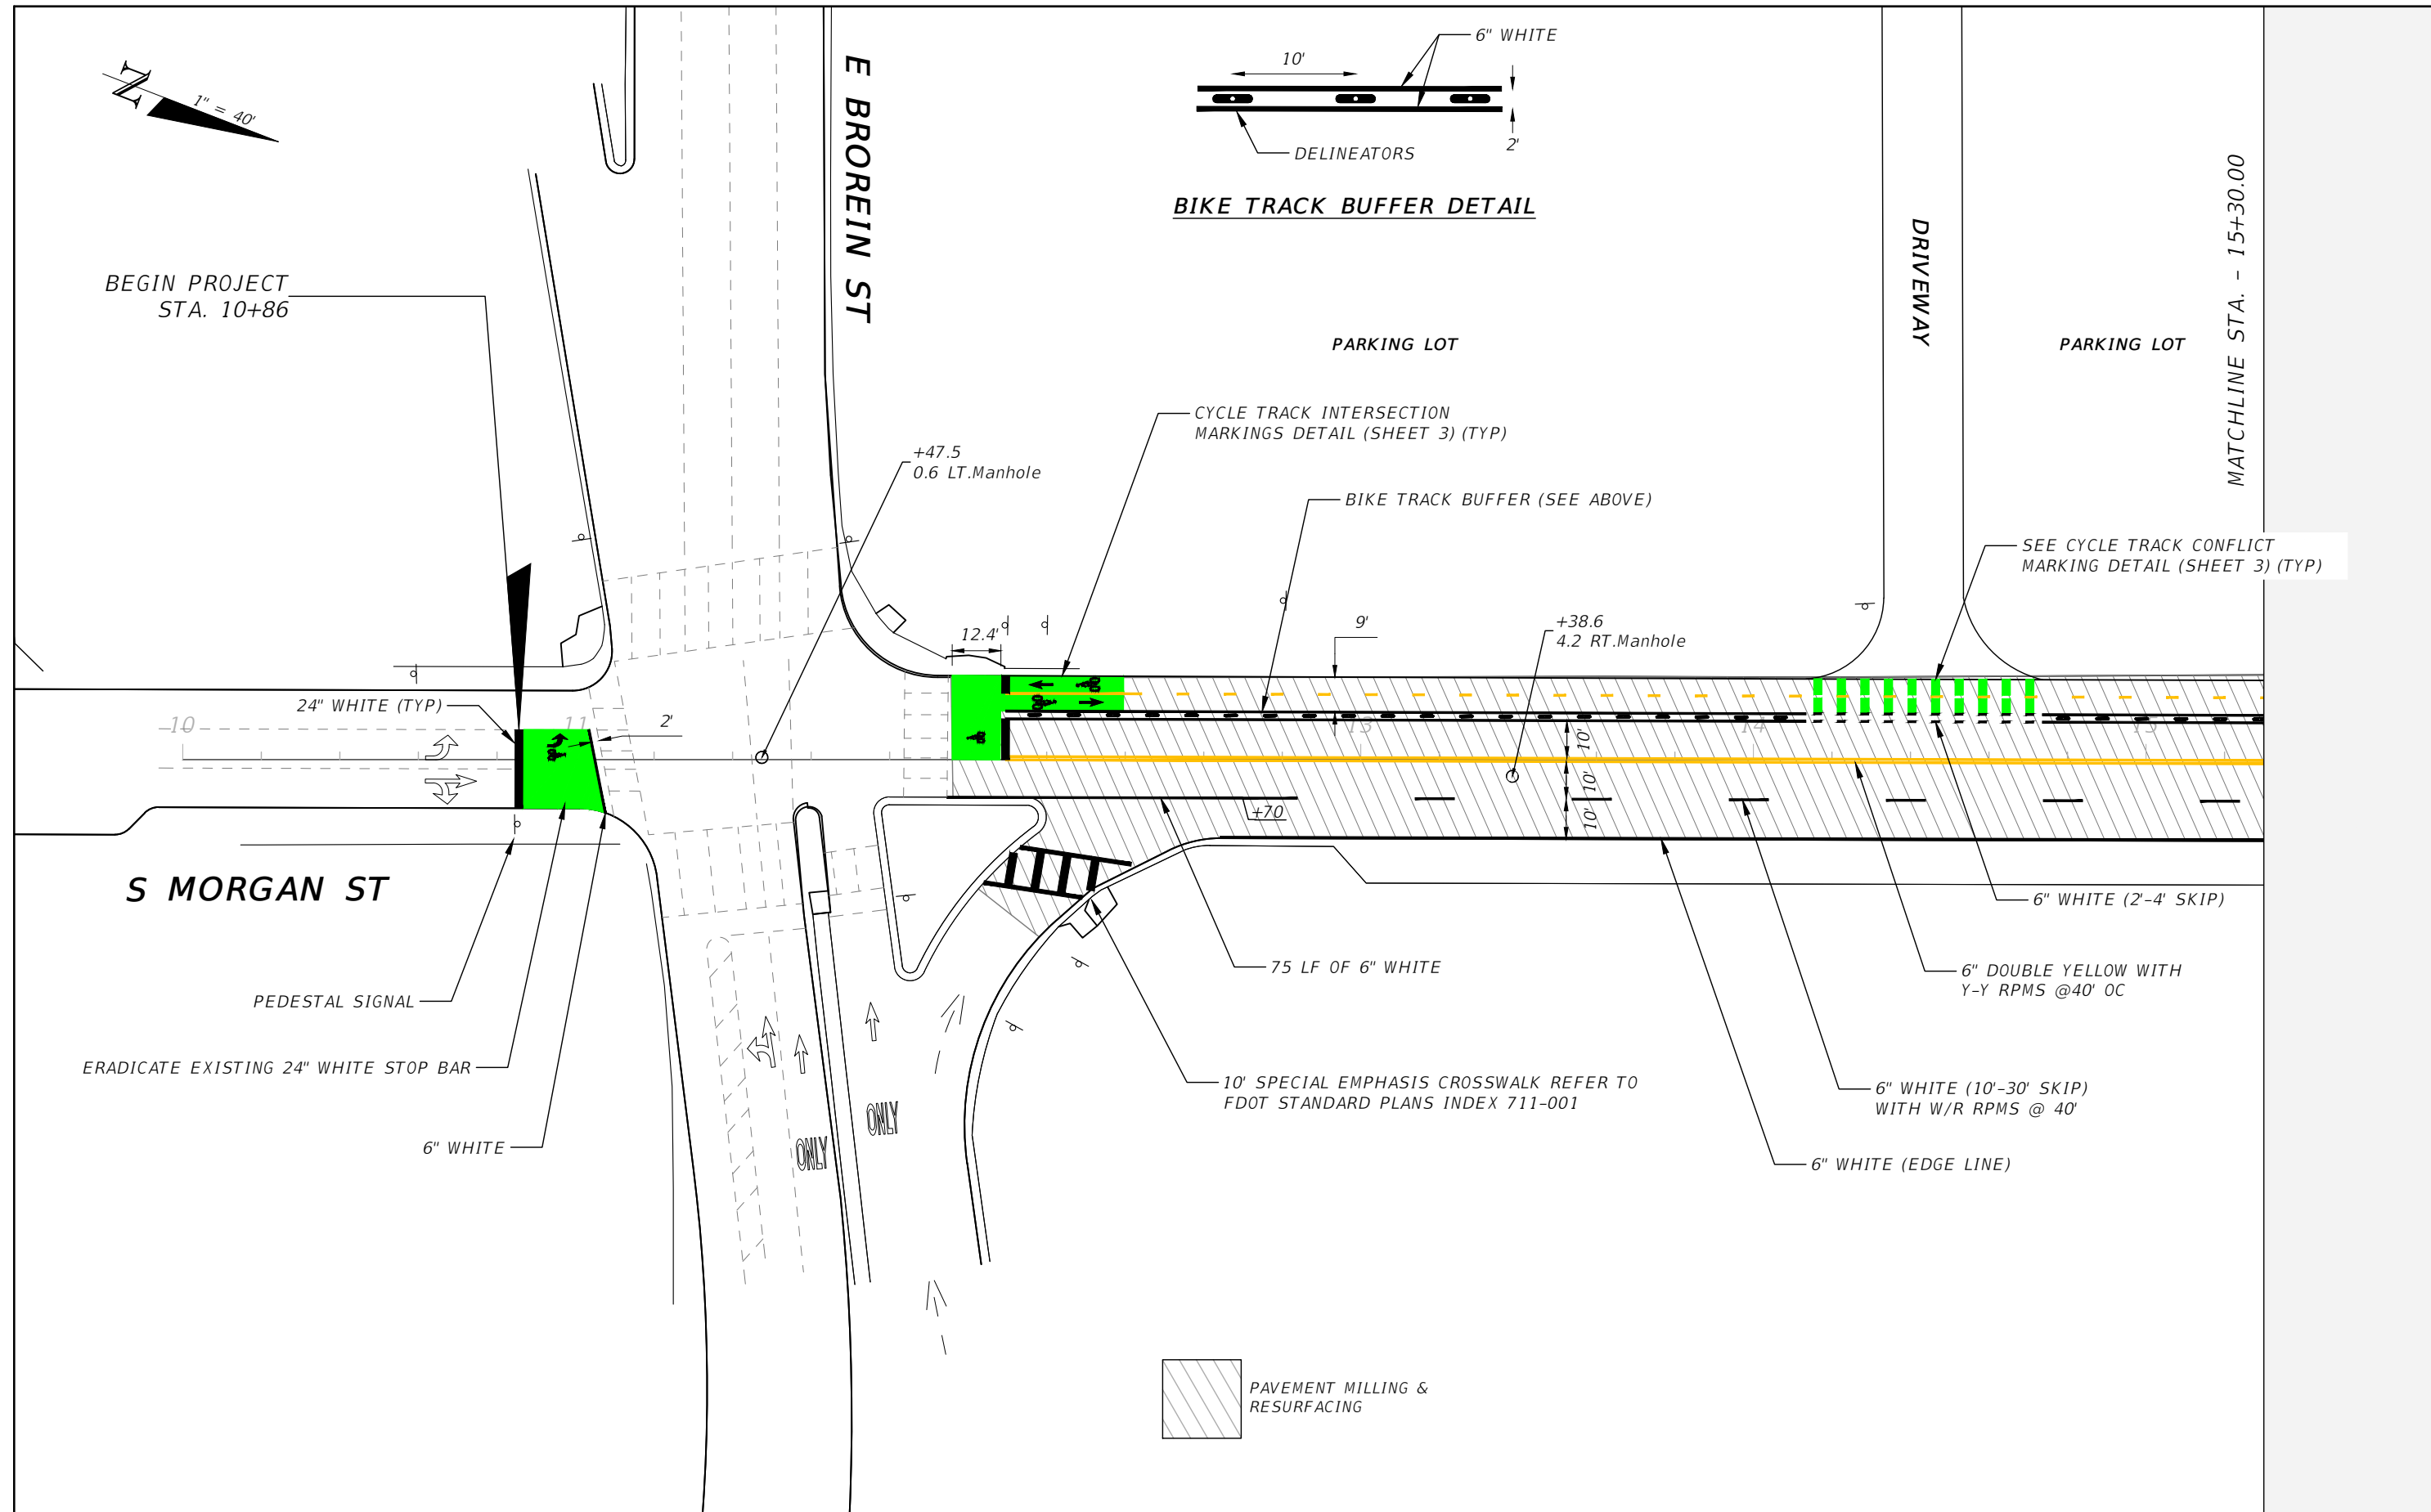 N
1" = 40'
E BROREIN ST
10'
6" WHITE
DELINEATORS
2'
BIKE TRACK BUFFER DETAIL
DRIVEWAY
MATCHLINE STA. - 15+30.00
BEGIN PROJECT
STA. 10+86
PARKING LOT
PARKING LOT
CYCLE TRACK INTERSECTION
MARKINGS DETAIL (SHEET 3) (TYP)
+47.5
0.6 LT.Manhole
BIKE TRACK BUFFER (SEE ABOVE)
SEE CYCLE TRACK CONFLICT
MARKING DETAIL (SHEET 3) (TYP)
12.4'
9'
+38.6
4.2 RT.Manhole
24" WHITE (TYP)
2'
10
11
13
14
15
10'
10'
10'
+70
S MORGAN ST
6" WHITE (2'-4' SKIP)
75 LF OF 6" WHITE
6" DOUBLE YELLOW WITH
Y-Y RPMS @40' OC
PEDESTAL SIGNAL
ERADICATE EXISTING 24" WHITE STOP BAR
10' SPECIAL EMPHASIS CROSSWALK REFER TO
FDOT STANDARD PLANS INDEX 711-001
6" WHITE (10'-30' SKIP)
WITH W/R RPMS @ 40'
ONLY
ONLY
6" WHITE
6" WHITE (EDGE LINE)
PAVEMENT MILLING &
RESURFACING